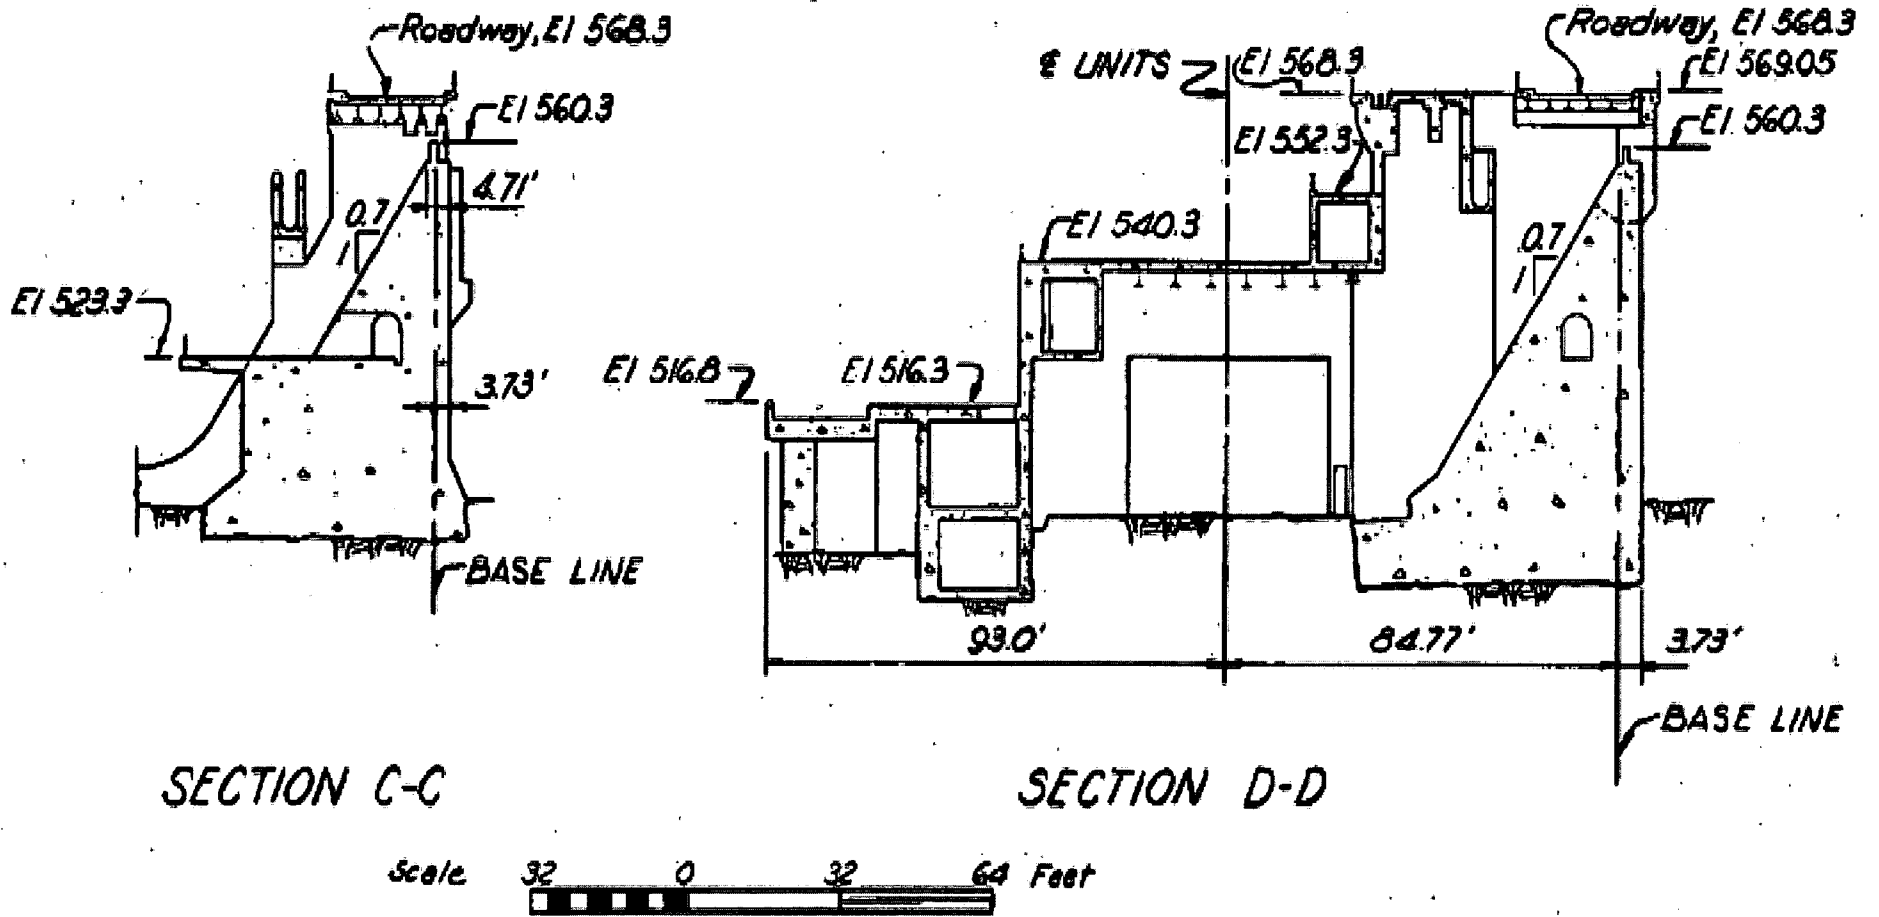 Roadway, El 568.3
El 560.3
4.71'
0.7
1
El 523.3
3.73'
BASE LINE
SECTION C-C
℄ UNITS
El 568.3
Roadway, El 568.3
El 569.05
El 560.3
El 552.3
El 540.3
0.7
1
El 516.8
El 516.3
93.0'
84.77'
3.73'
BASE LINE
SECTION D-D
Scale 32 0 32 64 Feet